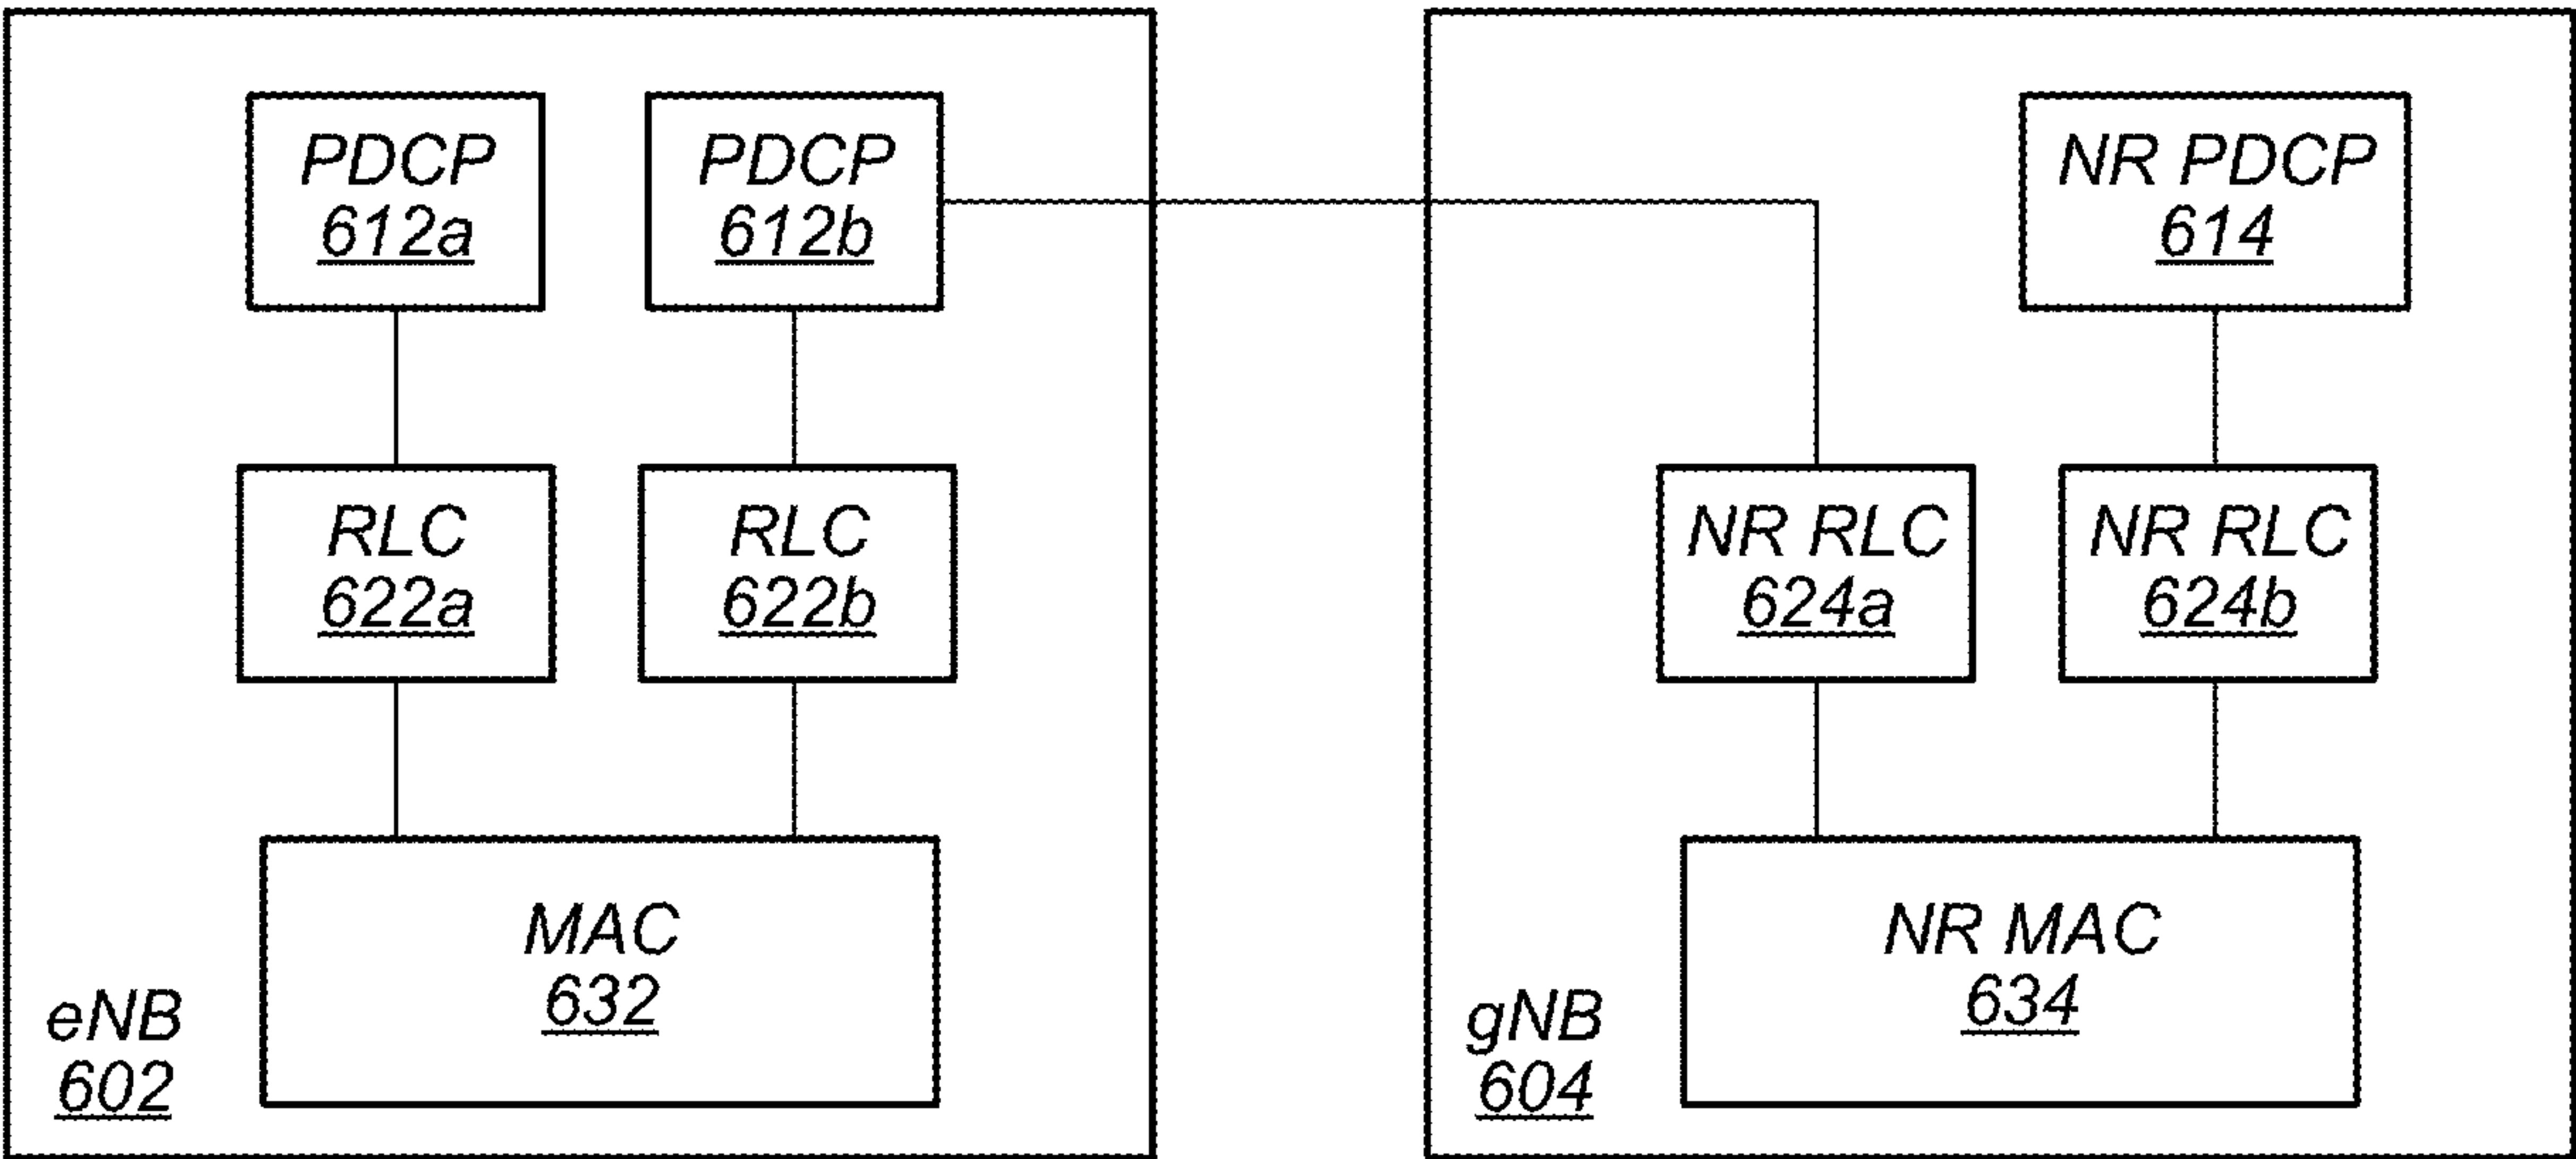 PDCP
612a
PDCP
612b
NR PDCP
614
RLC
622a
RLC
622b
NR RLC
624a
NR RLC
624b
MAC
632
NR MAC
634
eNB
602
gNB
604